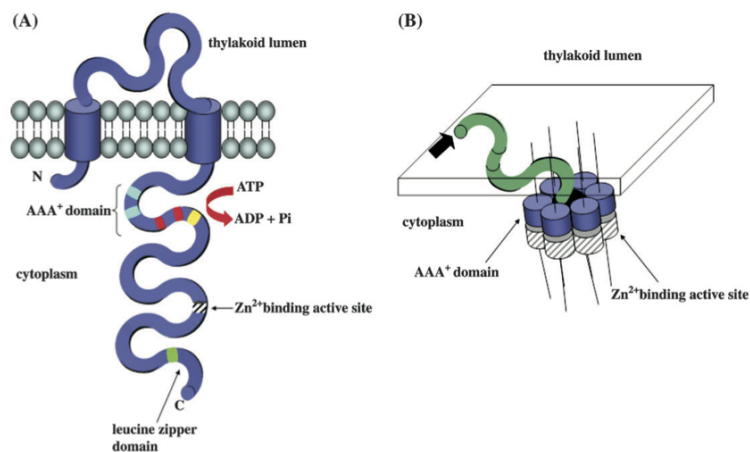 (A)
thylakoid lumen
N
AAA⁺ domain
ATP
ADP + Pi
cytoplasm
Zn²⁺binding active site
C
leucine zipper
domain
(B)
thylakoid lumen
cytoplasm
AAA⁺ domain
Zn²⁺binding active site